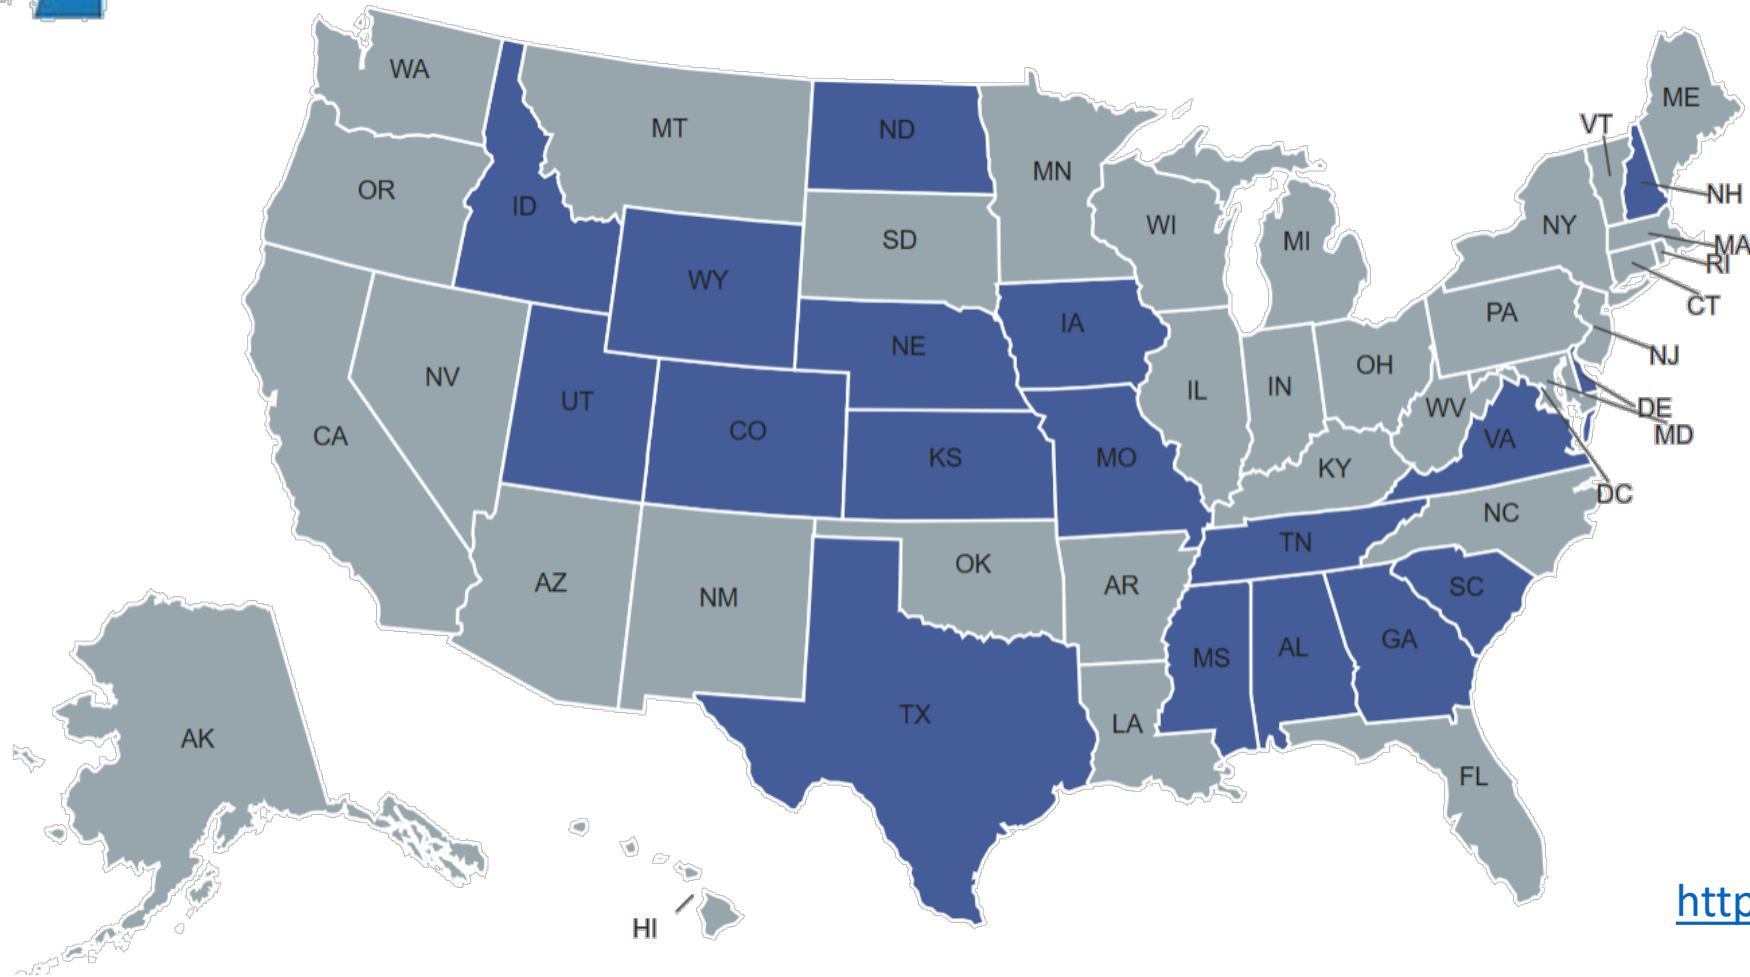 WA
MT
ND
MN
ME
VT
OR
ID
NH
SD
WI
MI
NY
MA
RI
WY
CT
IA
PA
NE
NJ
NV
UT
CO
KS
MO
IL
IN
OH
WV
VA
DE
MD
CA
KY
DC
AZ
NM
OK
AR
TN
NC
SC
MS
AL
GA
TX
LA
FL
AK
HI
http